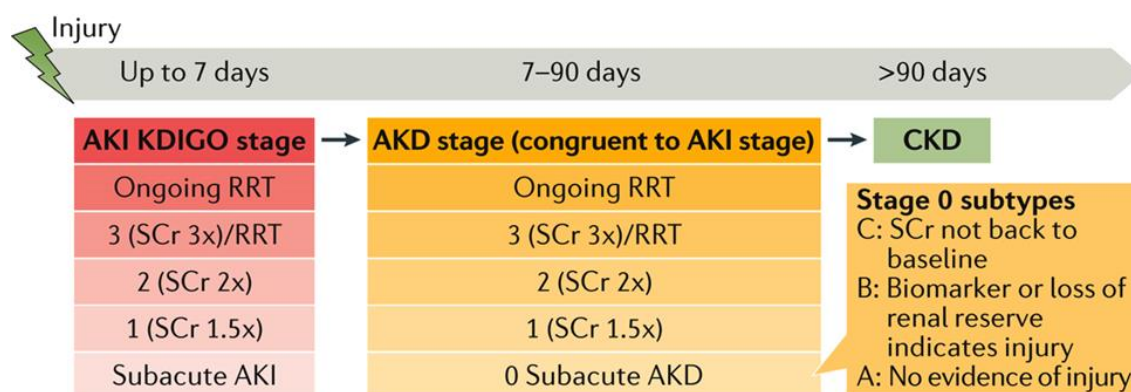 Injury
Up to 7 days
7–90 days
>90 days
AKI KDIGO stage
AKD stage (congruent to AKI stage)
CKD
Ongoing RRT
Ongoing RRT
3 (SCr 3x)/RRT
3 (SCr 3x)/RRT
2 (SCr 2x)
2 (SCr 2x)
1 (SCr 1.5x)
1 (SCr 1.5x)
Subacute AKI
0 Subacute AKD
Stage 0 subtypes
C: SCr not back to
baseline
B: Biomarker or loss of
renal reserve
indicates injury
A: No evidence of injury